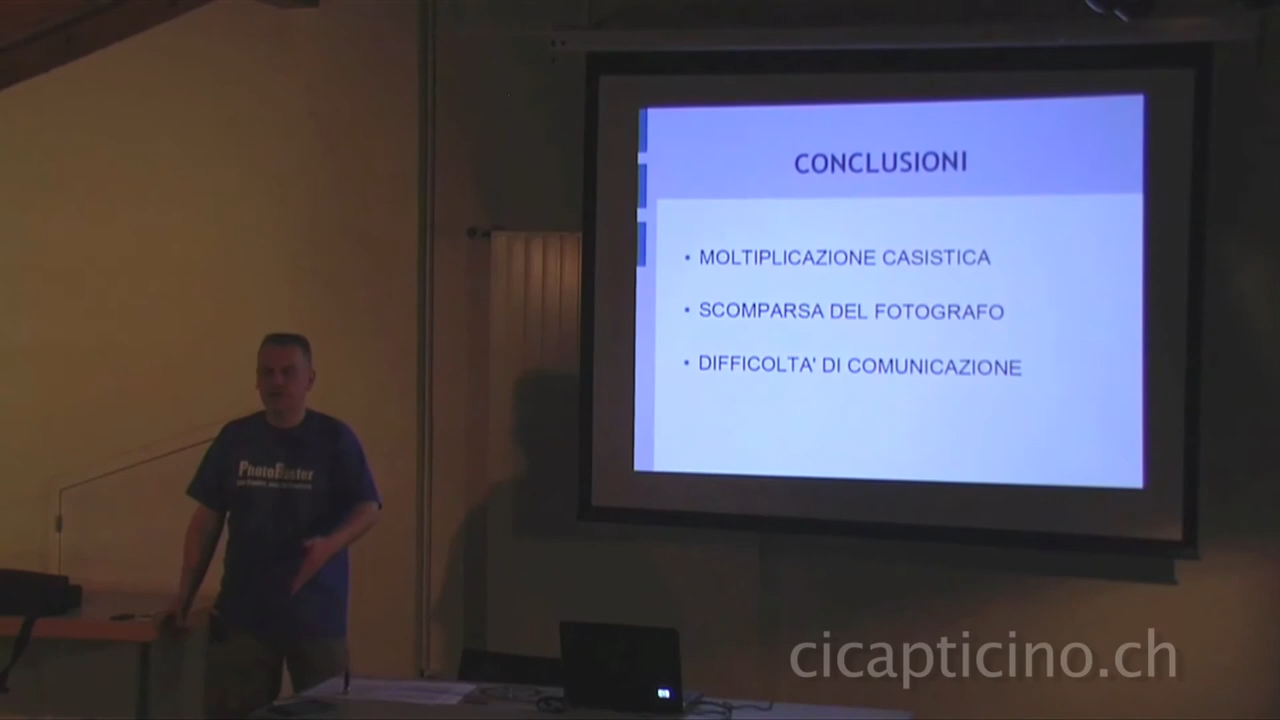 CONCLUSIONI
• MOLTIPLICAZIONE CASISTICA
• SCOMPARSA DEL FOTOGRAFO
• DIFFICOLTA' DI COMUNICAZIONE
PhotoBuster
cicapticino.ch